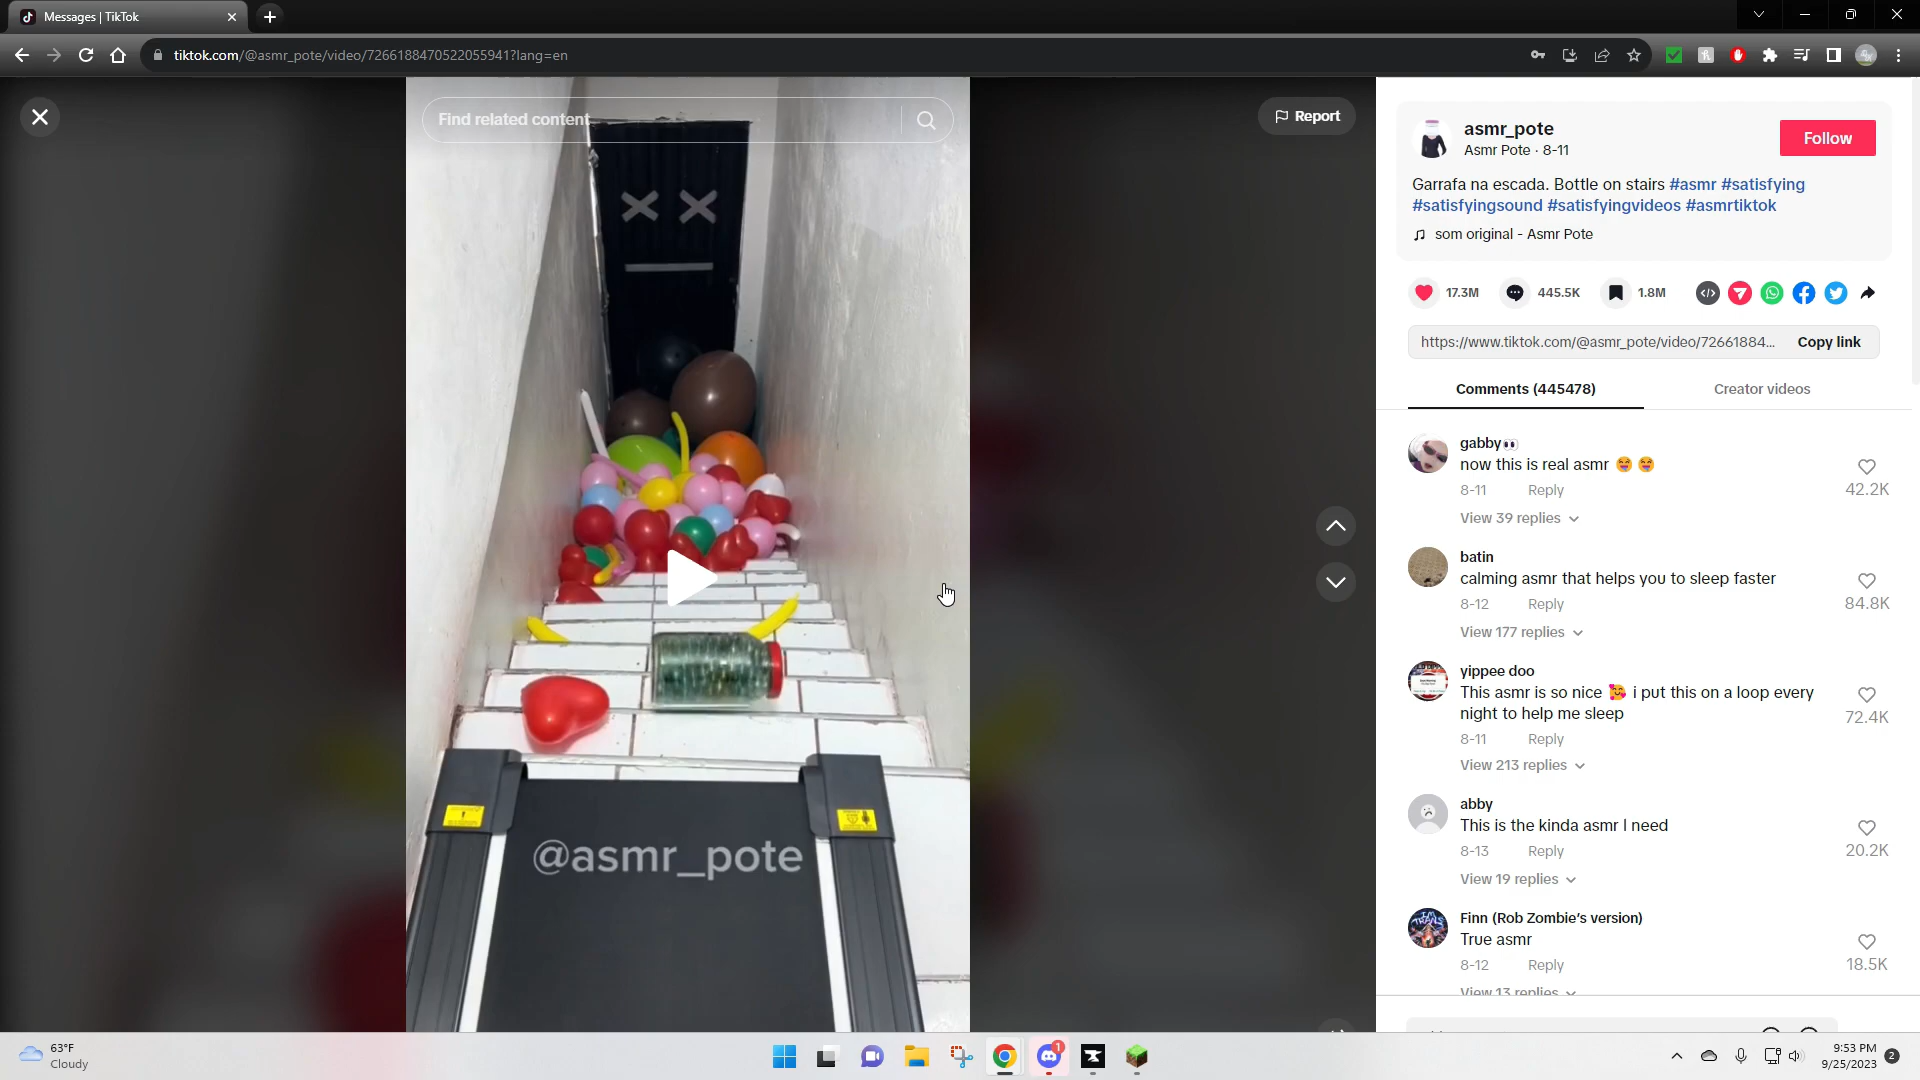 Messages | TikTok
tiktok.com/@asmr_pote/video/7266188470522055941?lang=en
Find related content
Report
@asmr_pote
asmr_pote
Asmr Pote · 8-11
Follow
Garrafa na escada. Bottle on stairs #asmr #satisfying
#satisfyingsound #satisfyingvideos #asmrtiktok
som original - Asmr Pote
17.3M
445.5K
1.8M
https://www.tiktok.com/@asmr_pote/video/72661884...
Copy link
Comments (445478)
Creator videos
gabby👀
now this is real asmr 😝 😝
8-11 Reply
42.2K
View 39 replies
batin
calming asmr that helps you to sleep faster
8-12 Reply
84.8K
View 177 replies
yippee doo
This asmr is so nice 🥰 i put this on a loop every
night to help me sleep
8-11 Reply
72.4K
View 213 replies
abby
This is the kinda asmr I need
8-13 Reply
20.2K
View 19 replies
Finn (Rob Zombie's version)
True asmr
8-12 Reply
18.5K
View 13 replies
63°F
Cloudy
1
9:53 PM
9/25/2023
2